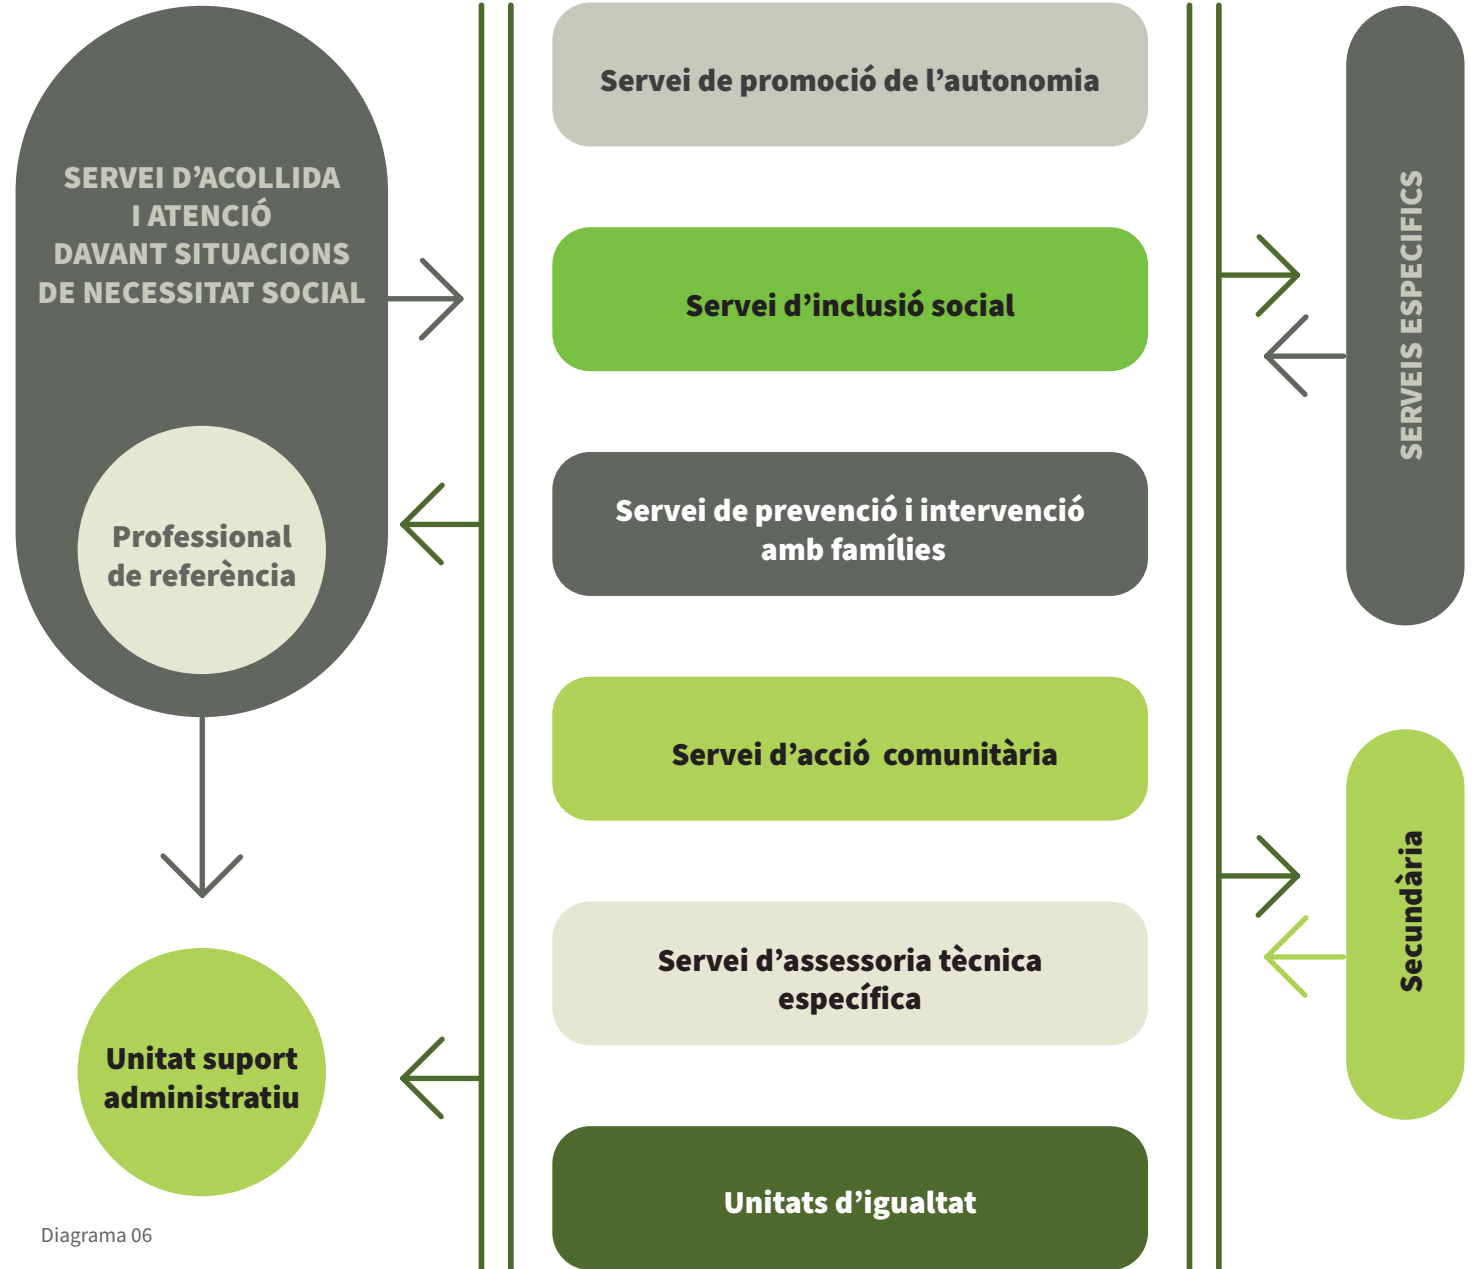 SERVEI D’ACOLLIDA
I ATENCIÓ
DAVANT SITUACIONS
DE NECESSITAT SOCIAL
Professional
de referència
Unitat suport
administratiu
Servei de promoció de l’autonomia
Servei d’inclusió social
Servei de prevenció i intervenció
amb famílies
Servei d’acció comunitària
Servei d’assessoria tècnica
específica
Unitats d’igualtat
SERVEIS ESPECIFICS
Secundària
Diagrama 06